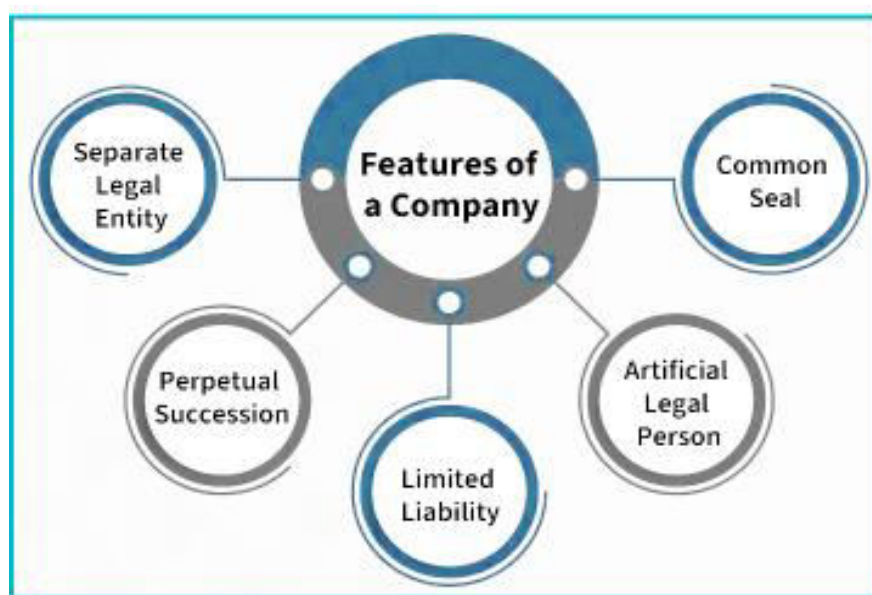 Features of
a Company
Separate
Legal
Entity
Perpetual
Succession
Limited
Liability
Artificial
Legal
Person
Common
Seal